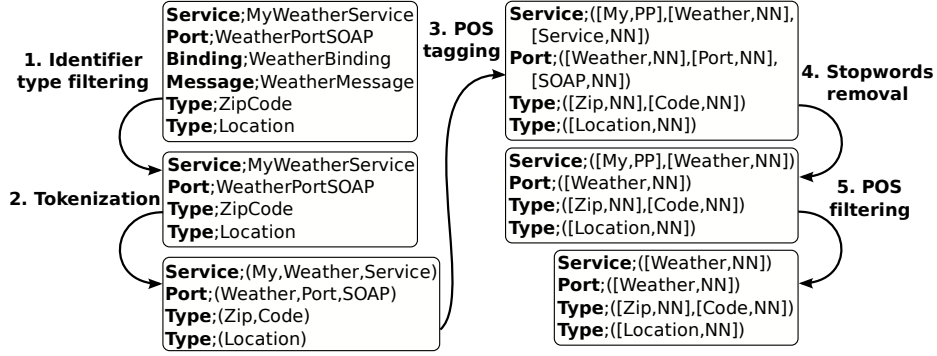 1. Identifier
type filtering
Service;MyWeatherService
Port;WeatherPortSOAP
Binding;WeatherBinding
Message;WeatherMessage
Type;ZipCode
Type;Location
2. Tokenization
Service;MyWeatherService
Port;WeatherPortSOAP
Type;ZipCode
Type;Location
Service;(My,Weather,Service)
Port;(Weather,Port,SOAP)
Type;(Zip,Code)
Type;(Location)
3. POS
tagging
Service;([My,PP],[Weather,NN],
[Service,NN])
Port;([Weather,NN],[Port,NN],
[SOAP,NN])
Type;([Zip,NN],[Code,NN])
Type;([Location,NN])
4. Stopwords
removal
Service;([My,PP],[Weather,NN])
Port;([Weather,NN])
Type;([Zip,NN],[Code,NN])
Type;([Location,NN])
5. POS
filtering
Service;([Weather,NN])
Port;([Weather,NN])
Type;([Zip,NN],[Code,NN])
Type;([Location,NN])